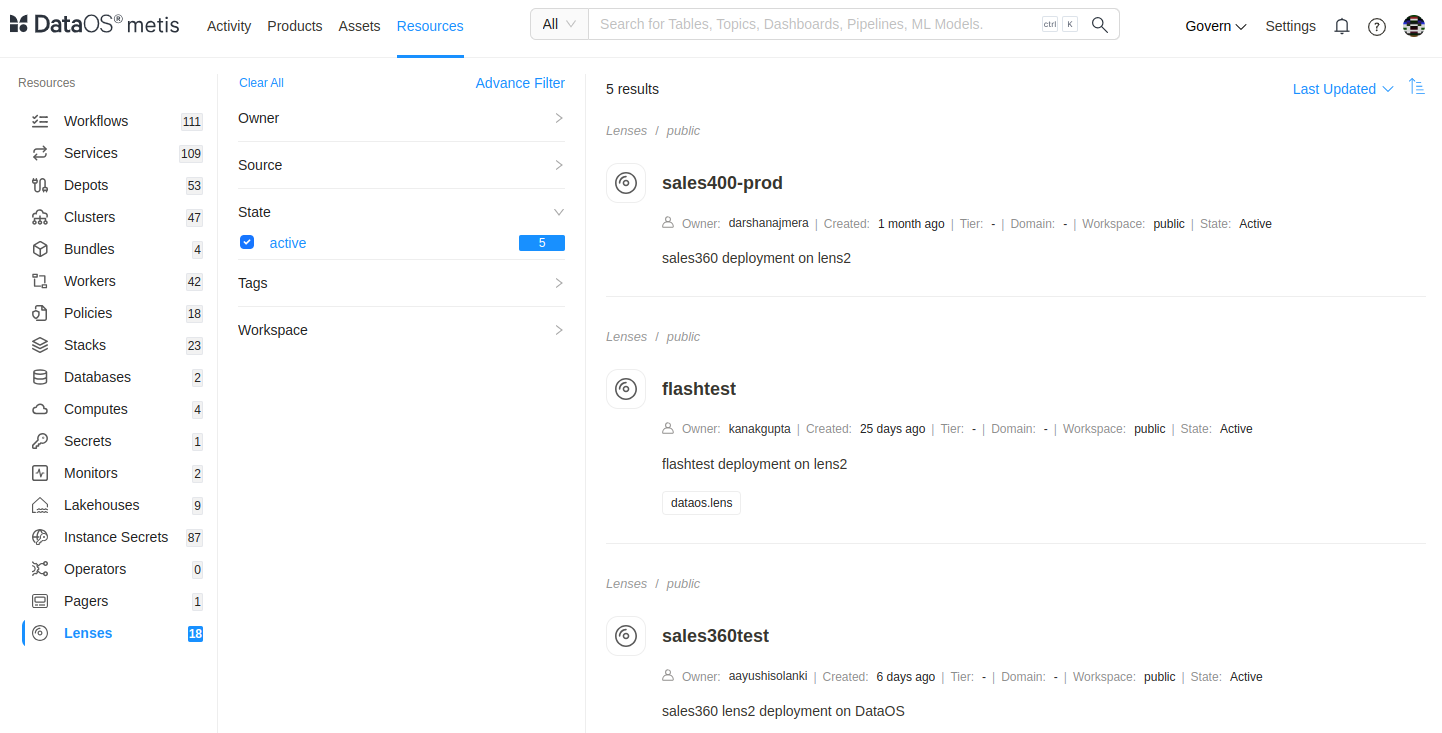 DataOS® metis
Activity Products Assets Resources
All Search for Tables, Topics, Dashboards, Pipelines, ML Models. ctrl K
Govern Settings
Resources
Workflows 111
Services 109
Depots 53
Clusters 47
Bundles 4
Workers 42
Policies 18
Stacks 23
Databases 2
Computes 4
Secrets 1
Monitors 2
Lakehouses 9
Instance Secrets 87
Operators 0
Pagers 1
Lenses 18
Clear All Advance Filter
Owner
Source
State
active 5
Tags
Workspace
5 results Last Updated
Lenses / public
sales400-prod
Owner: darshanajmera | Created: 1 month ago | Tier: - | Domain: - | Workspace: public | State: Active
sales360 deployment on lens2
Lenses / public
flashtest
Owner: kanakgupta | Created: 25 days ago | Tier: - | Domain: - | Workspace: public | State: Active
flashtest deployment on lens2
dataos.lens
Lenses / public
sales360test
Owner: aayushisolanki | Created: 6 days ago | Tier: - | Domain: - | Workspace: public | State: Active
sales360 lens2 deployment on DataOS